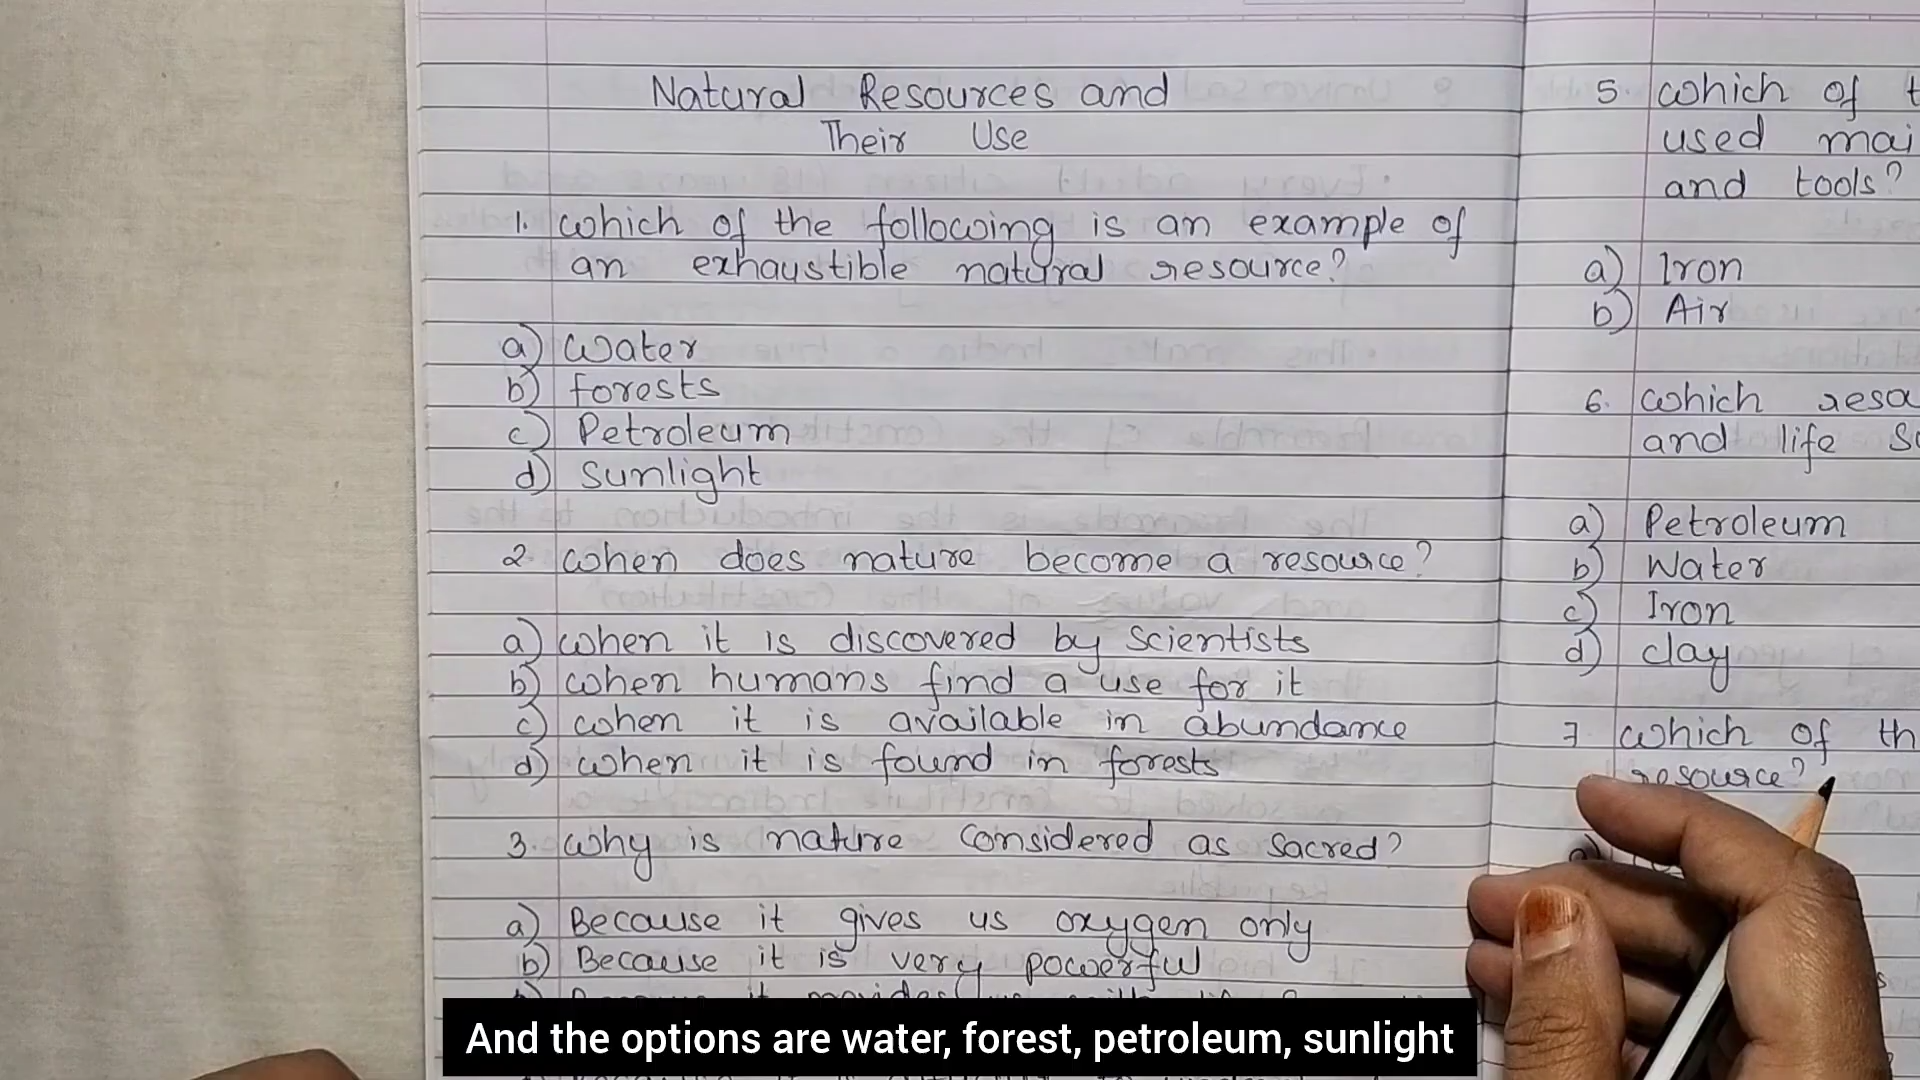 Natural Resources and
Their Use
1. Which of the following is an example of
an exhaustible natural resource?
a) Water
b) forests
c) Petroleum
d) Sunlight
2. When does nature become a resource?
a) When it is discovered by Scientists
b) When humans find a use for it
c) When it is available in abundance
d) When it is found in forests
3. Why is nature Considered as Sacred?
a) Because it gives us oxygen only
b) Because it is very powerful
5. Which of
used
and tools?
a) Iron
b) Air
6. Which
and life
a) Petroleum
b) Water
c) Iron
d) clay
7 Which of
resource?
And the options are water, forest, petroleum, sunlight